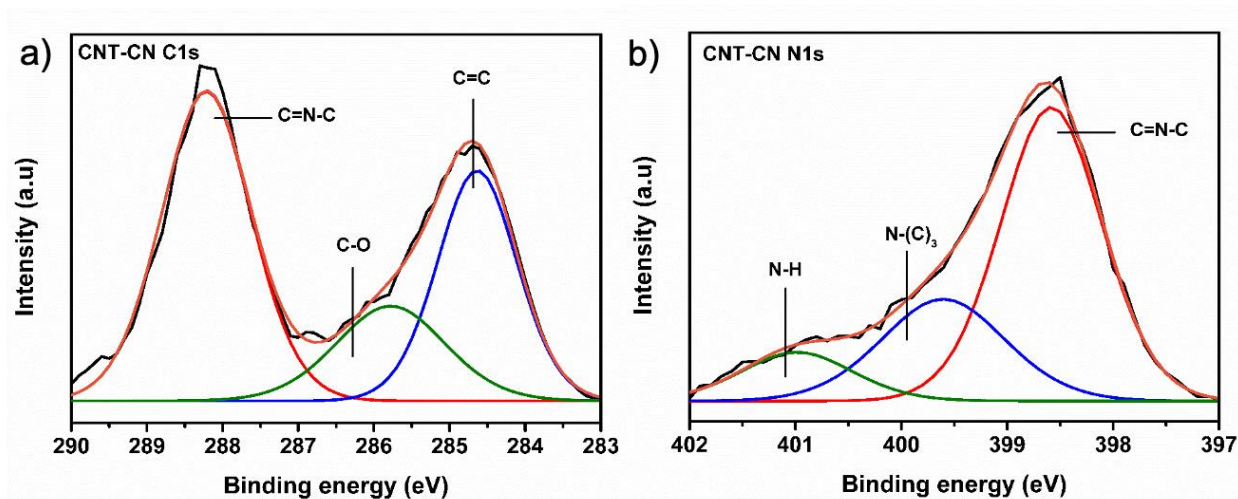 a)
CNT-CN C1s
C=N-C
C-O
C=C
Intensity (a.u)
290 289 288 287 286 285 284 283
Binding energy (eV)
b)
CNT-CN N1s
N-H
N-(C)₃
C=N-C
Intensity (a.u)
402 401 400 399 398 397
Binding energy (eV)